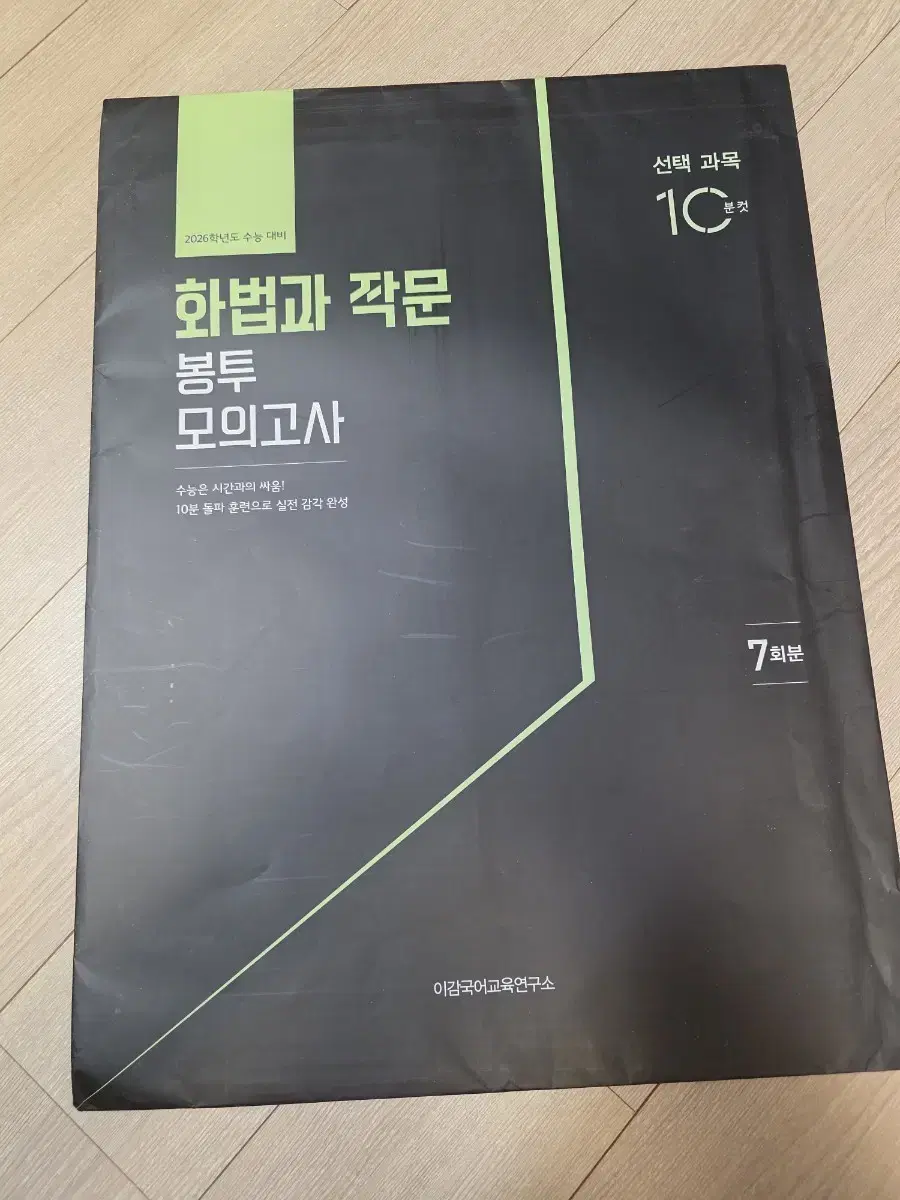 2026학년도 수능 대비
화법과 작문
봉투
모의고사
수능은 시간과의 싸움!
10분 돌파 훈련으로 실전 감각 완성
선택 과목
10분컷
7회분
이감국어교육연구소